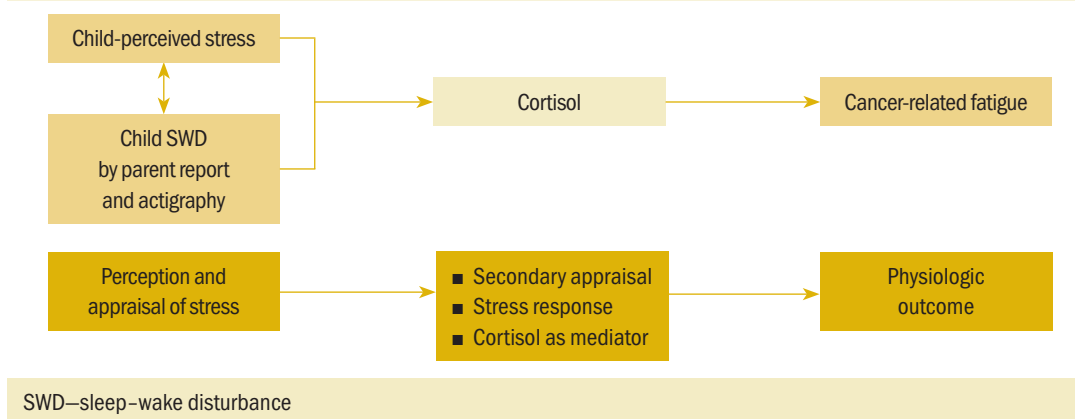 Child-perceived stress
Child SWD
by parent report
and actigraphy
Cortisol
Cancer-related fatigue
Perception and
appraisal of stress
■ Secondary appraisal
■ Stress response
■ Cortisol as mediator
Physiologic
outcome
SWD—sleep–wake disturbance